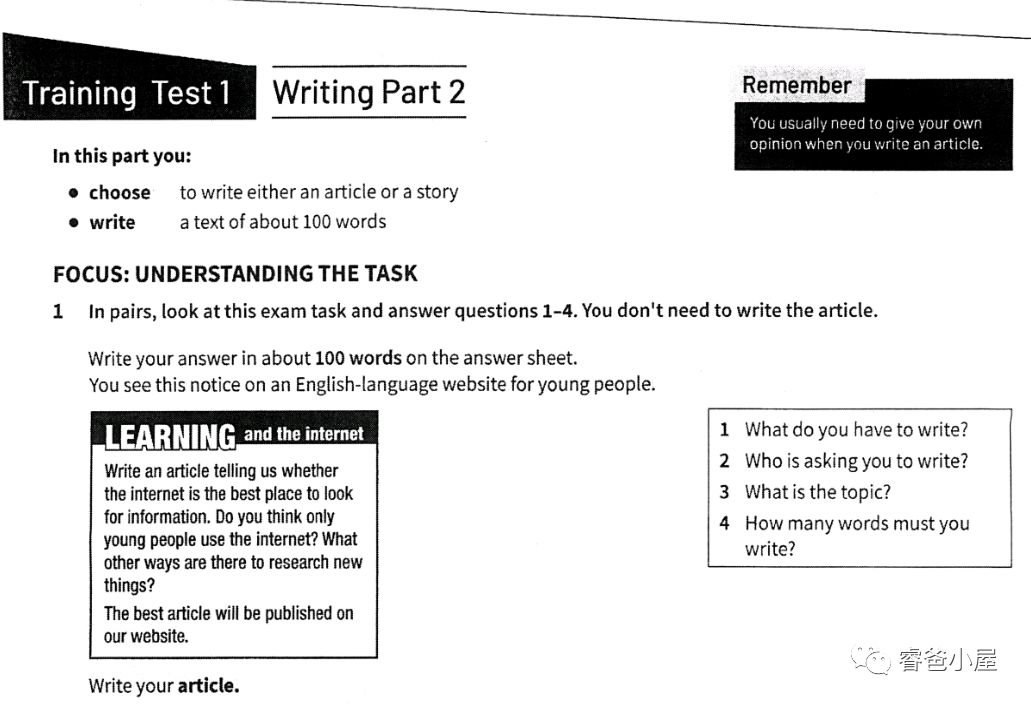 Training Test 1
Writing Part 2
Remember
You usually need to give your own
opinion when you write an article.
In this part you:
• choose to write either an article or a story
• write a text of about 100 words
FOCUS: UNDERSTANDING THE TASK
1 In pairs, look at this exam task and answer questions 1–4. You don't need to write the article.
Write your answer in about 100 words on the answer sheet.
You see this notice on an English-language website for young people.
LEARNING and the internet
Write an article telling us whether
the internet is the best place to look
for information. Do you think only
young people use the internet? What
other ways are there to research new
things?
The best article will be published on
our website.
1 What do you have to write?
2 Who is asking you to write?
3 What is the topic?
4 How many words must you
write?
Write your article.
睿爸小屋